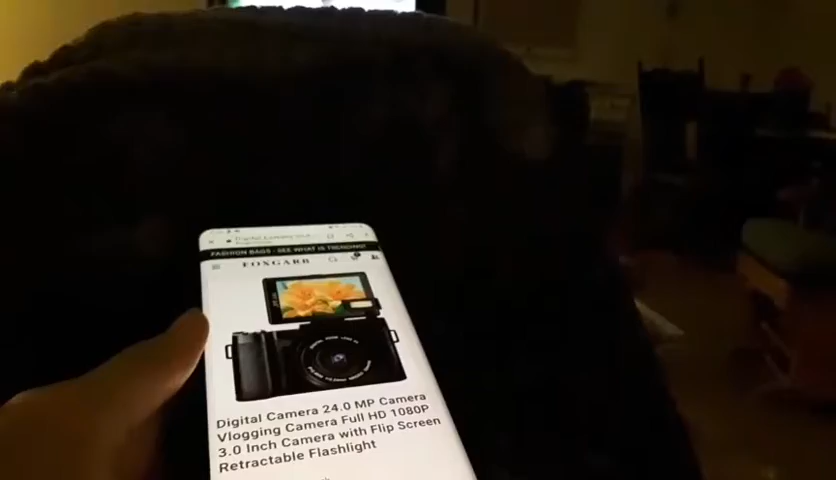 FASHION BAGS - SEE WHAT IS TRENDING!
FOXGARB
Digital Camera 24.0 MP Camera
Vlogging Camera Full HD 1080P
3.0 Inch Camera with Flip Screen
Retractable Flashlight